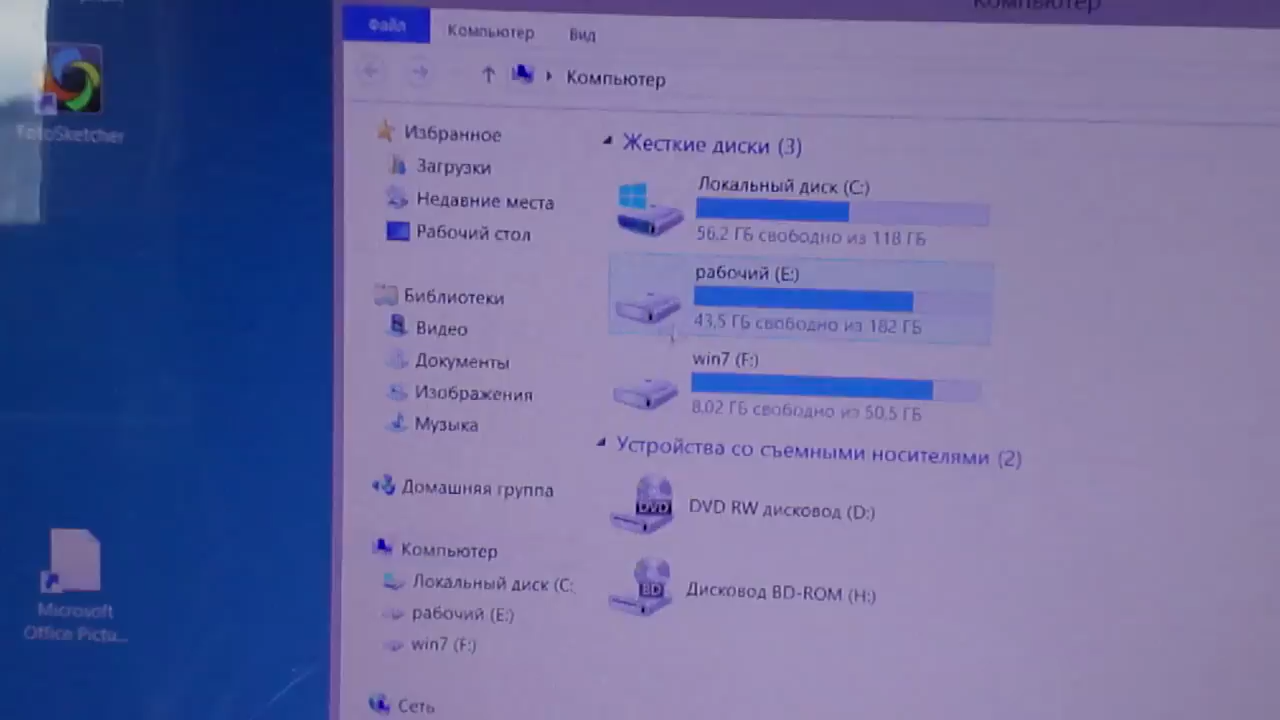 Компьютер
Файл
Компьютер
Вид
Компьютер
FotoSketcher
Избранное
Загрузки
Недавние места
Рабочий стол
Библиотеки
Видео
Документы
Изображения
Музыка
Домашняя группа
Компьютер
Локальный диск (C:
рабочий (E:)
win7 (F:)
Сеть
Жесткие диски (3)
Локальный диск (C:)
56,2 ГБ свободно из 118 ГБ
рабочий (E:)
43,5 ГБ свободно из 182 ГБ
win7 (F:)
8,02 ГБ свободно из 50,5 ГБ
Устройства со съемными носителями (2)
DVD
DVD RW дисковод (D:)
BD
Дисковод BD-ROM (H:)
Microsoft
Office Pictu...